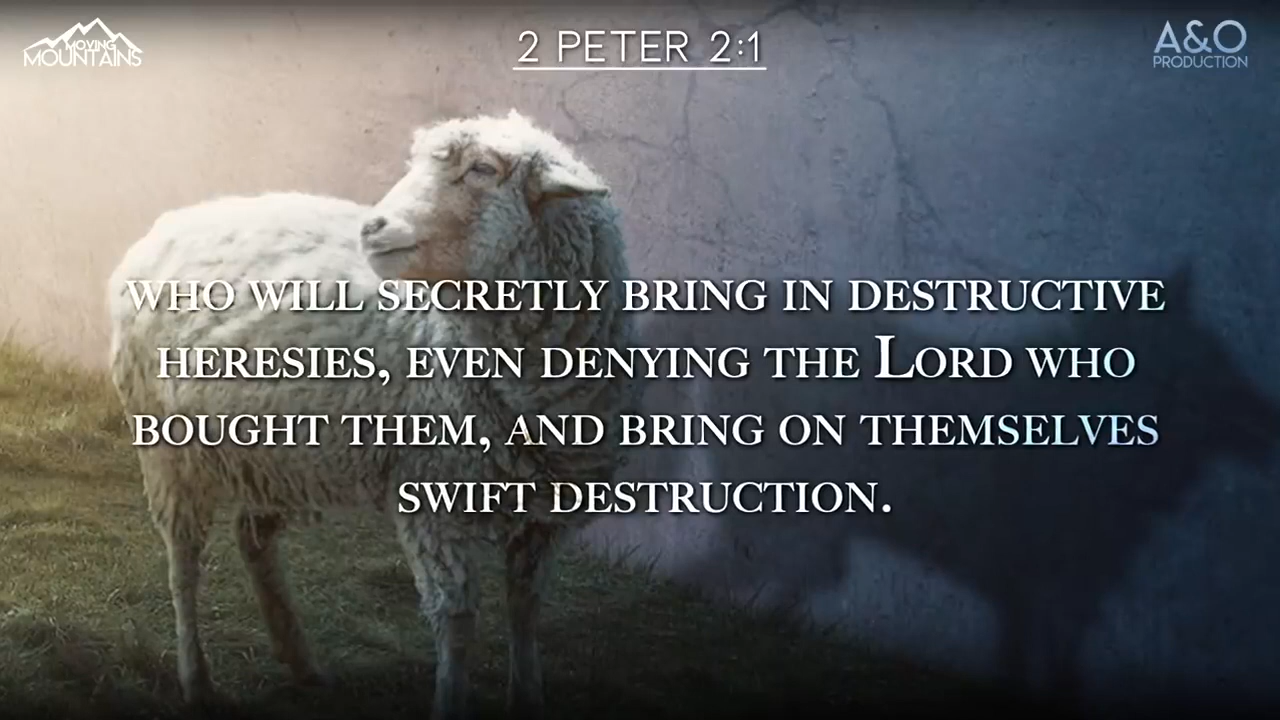 MOVING
MOUNTAINS
2 PETER 2:1
A&O
PRODUCTION
WHO WILL SECRETLY BRING IN DESTRUCTIVE
HERESIES, EVEN DENYING THE LORD WHO
BOUGHT THEM, AND BRING ON THEMSELVES
SWIFT DESTRUCTION.